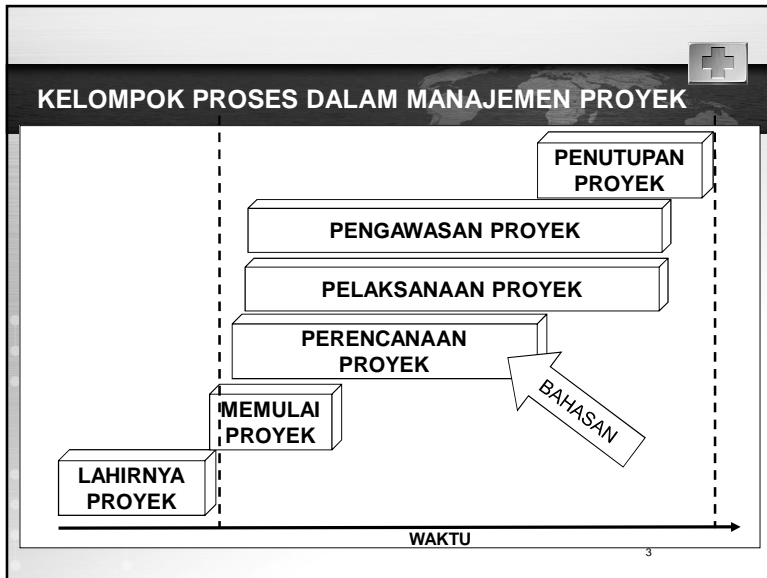 KELOMPOK PROSES DALAM MANAJEMEN PROYEK
PENUTUPAN
PROYEK
PENGAWASAN PROYEK
PELAKSANAAN PROYEK
PERENCANAAN
PROYEK
BAHASAN
MEMULAI
PROYEK
LAHIRNYA
PROYEK
WAKTU
3